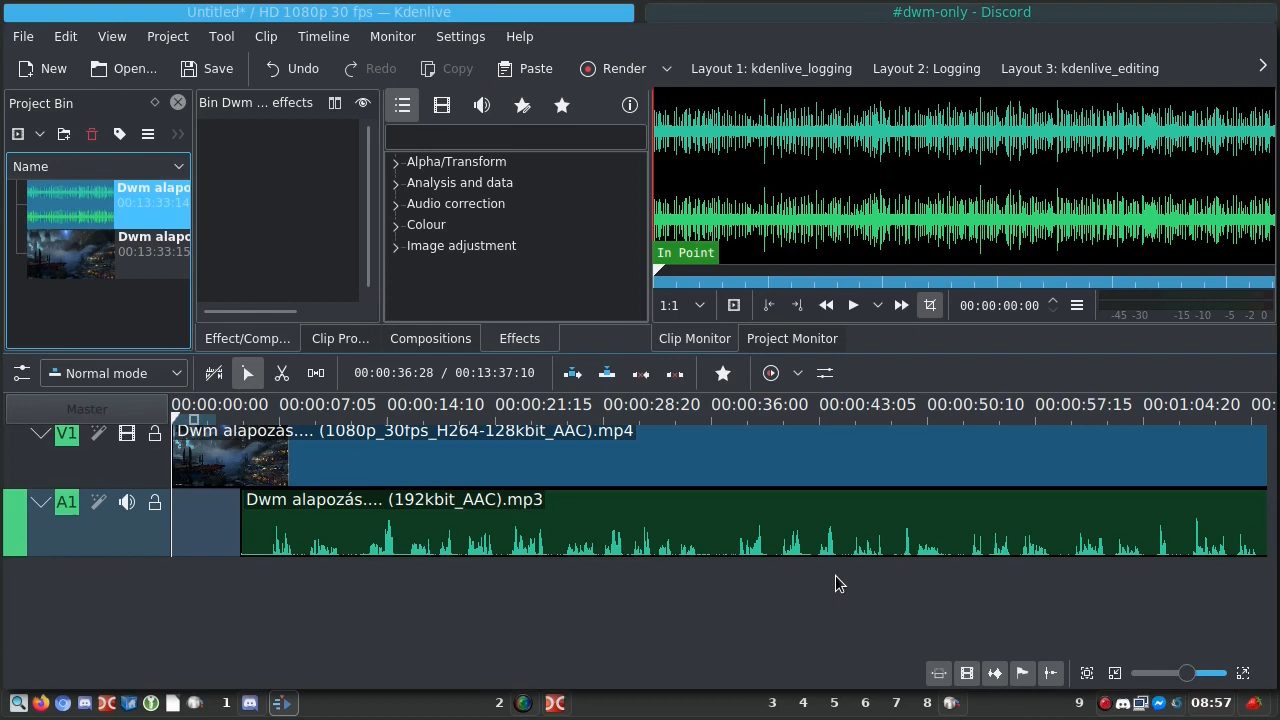 Untitled* / HD 1080p 30 fps — Kdenlive
#dwm-only - Discord
File Edit View Project Tool Clip Timeline Monitor Settings Help
New Open... Save Undo Redo Copy Paste Render Layout 1: kdenlive_logging Layout 2: Logging Layout 3: kdenlive_editing
Project Bin
Bin Dwm ... effects
Name
Dwm alapo
00:13:33:14
Dwm alapo
00:13:33:15
Alpha/Transform
Analysis and data
Audio correction
Colour
Image adjustment
In Point
1:1
00:00:00:00
-45 -30 -15 -10 -5 -2 0
Effect/Comp... Clip Pro... Compositions Effects
Clip Monitor Project Monitor
Normal mode
00:00:36:28 / 00:13:37:10
Master
00:00:00:00 00:00:07:05 00:00:14:10 00:00:21:15 00:00:28:20 00:00:36:00 00:00:43:05 00:00:50:10 00:00:57:15 00:01:04:20 00:
V1
Dwm alapozás.... (1080p_30fps_H264-128kbit_AAC).mp4
A1
Dwm alapozás.... (192kbit_AAC).mp3
1 2 3 4 5 6 7 8 9 08:57